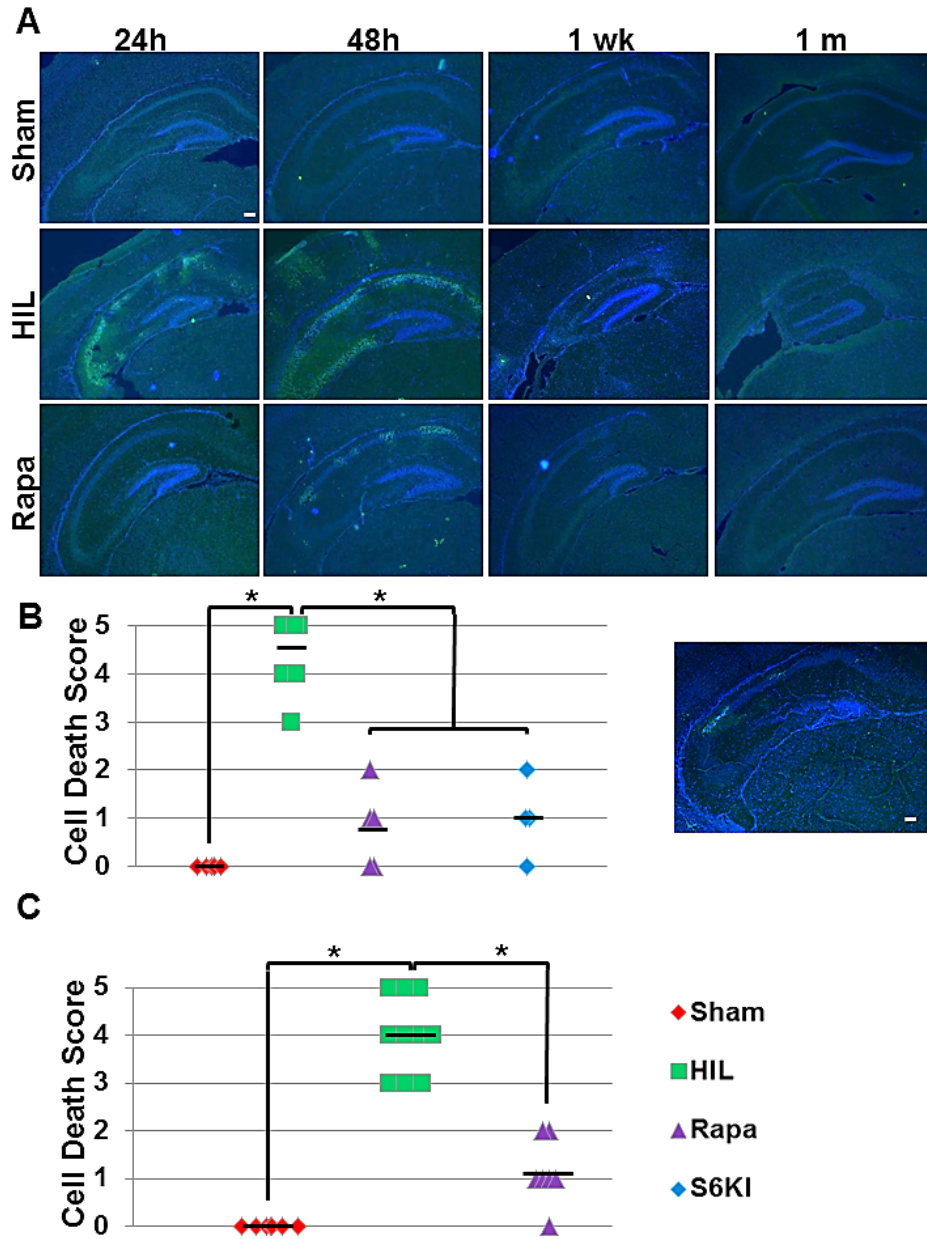 A
24h 48h 1 wk 1 m
Sham
HIL
Rapa
B
* *
Cell Death Score
5
4
3
2
1
0
C
* *
Cell Death Score
5
4
3
2
1
0
Sham
HIL
Rapa
S6KI